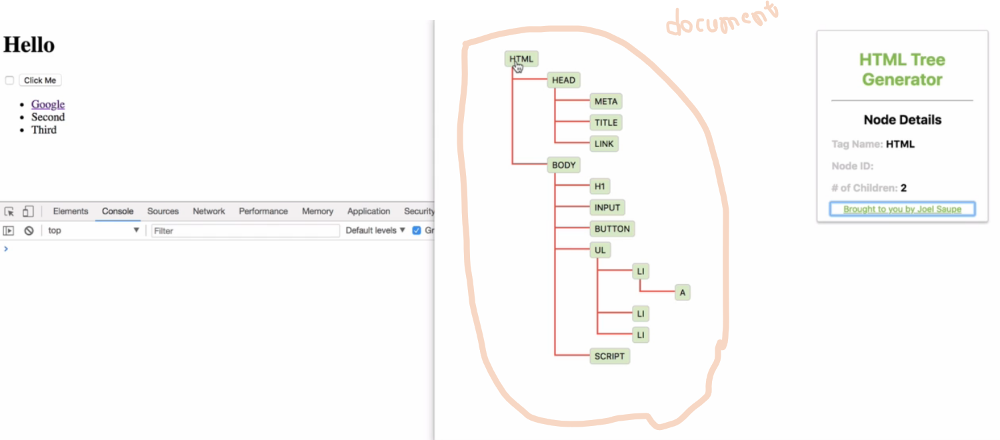 document
Hello
Click Me
Google
Second
Third
Elements Console Sources Network Performance Memory Application Security
top Filter Default levels Gr
HTML
HEAD
META
TITLE
LINK
BODY
H1
INPUT
BUTTON
UL
LI
A
LI
LI
SCRIPT
HTML Tree
Generator
Node Details
Tag Name: HTML
Node ID:
# of Children: 2
Brought to you by Joel Saupe